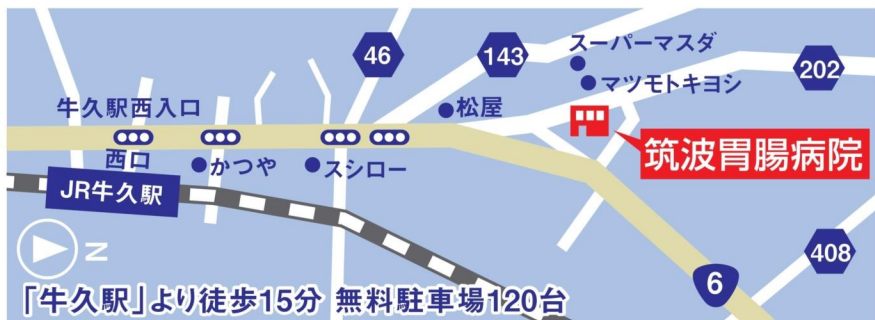 46
143
スーパーマスダ
マツモトキヨシ
202
牛久駅西入口
松屋
西口
かつや
スシロー
筑波胃腸病院
JR牛久駅
N
408
6
「牛久駅」より徒歩15分 無料駐車場120台